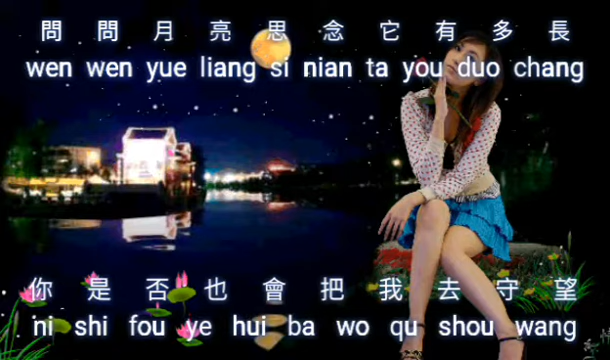 問 問 月 亮 思 念 它 有 多 長
wen wen yue liang si nian ta you duo chang
你 是 否 也 會 把 我 去 守 望
ni shi fou ye hui ba wo qu shou wang